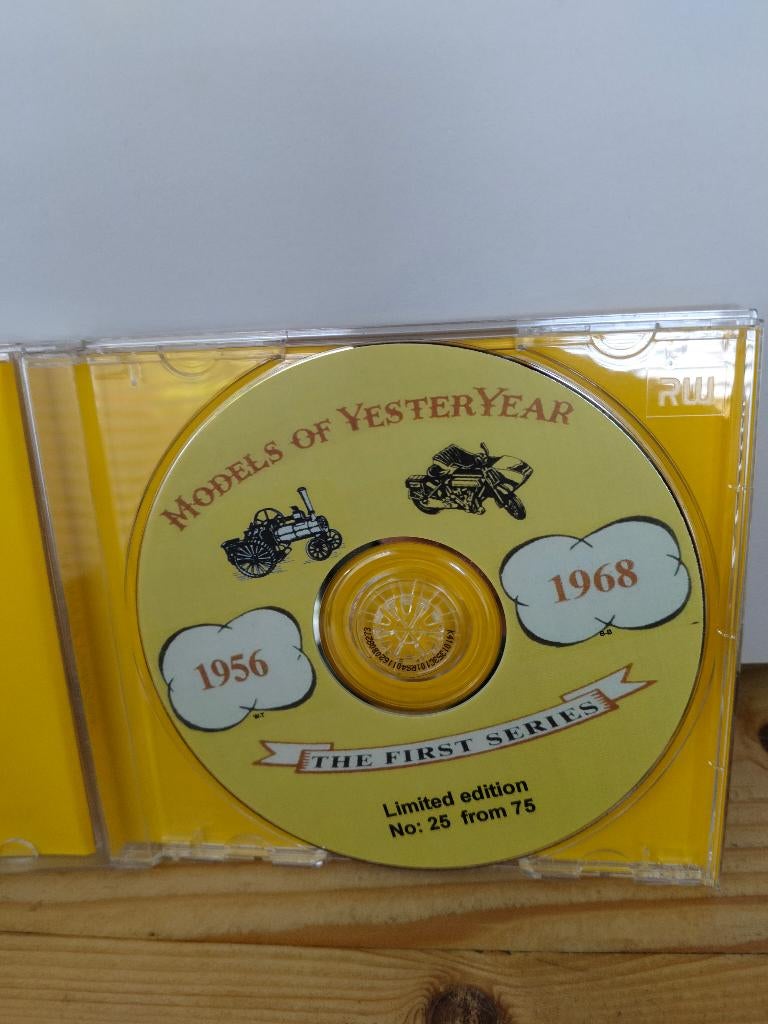 MODELS OF YESTERYEAR
RW
1968
B-B
1956
W-T
THE FIRST SERIES
Limited edition
No: 25 from 75